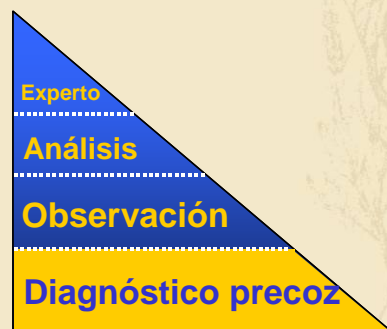 Experto
Análisis
Observación
Diagnóstico precoz